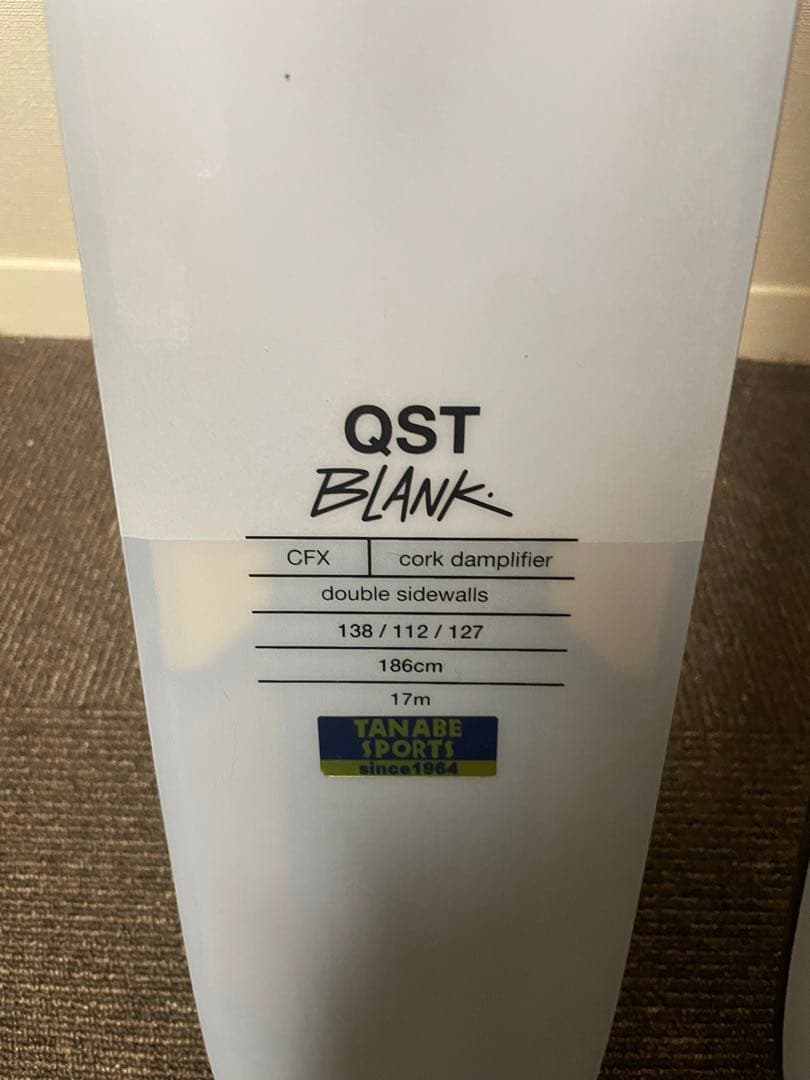 QST
BLANK.
CFX cork damplifier
double sidewalls
138 / 112 / 127
186cm
17m
TANABE
SPORTS
since1964